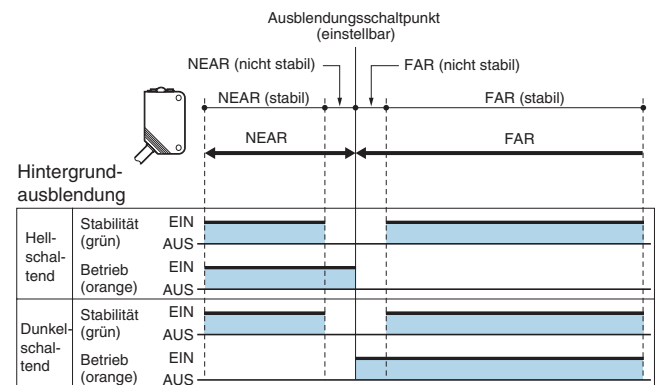 Ausblendungsschaltpunkt
(einstellbar)
NEAR (nicht stabil)
FAR (nicht stabil)
NEAR (stabil)
FAR (stabil)
NEAR
FAR
Hintergrund-
ausblendung
Hell-
schal-
tend
Stabilität
(grün)
EIN
AUS
Betrieb
(orange)
EIN
AUS
Dunkel-
schal-
tend
Stabilität
(grün)
EIN
AUS
Betrieb
(orange)
EIN
AUS